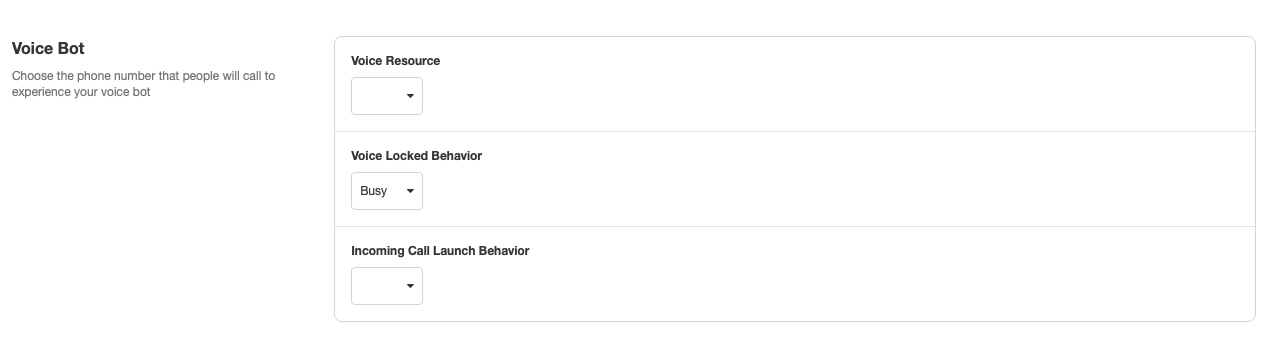 Voice Bot
Choose the phone number that people will call to
experience your voice bot
Voice Resource
Voice Locked Behavior
Busy
Incoming Call Launch Behavior